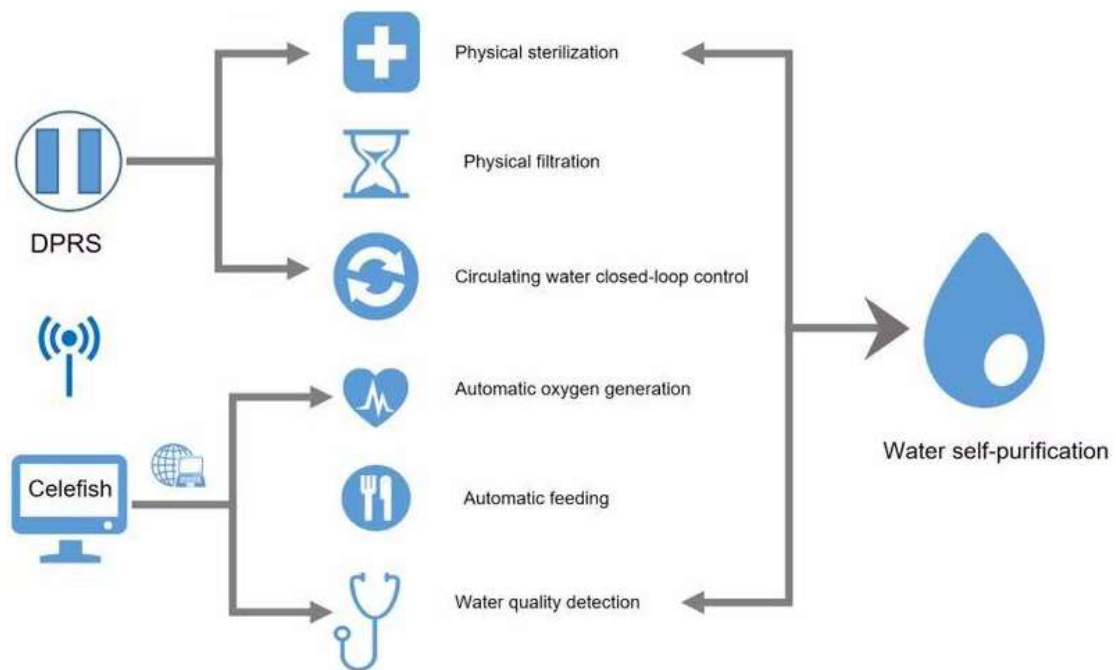 Physical sterilization
Physical filtration
DPRS
Circulating water closed-loop control
Automatic oxygen generation
Water self-purification
Celefish
Automatic feeding
Water quality detection